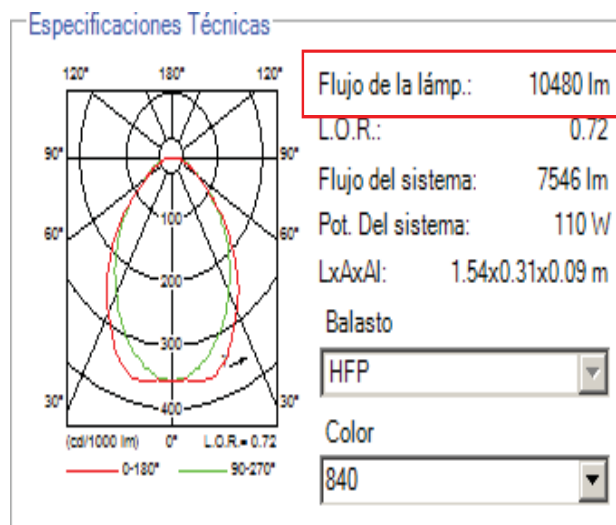 Especificaciones Técnicas
120° 180° 120°
90° 90°
60° 60°
30° 30°
100
200
300
400
(cd/1000 lm) 0° L.O.R.= 0.72
0-180° 90-270°
Flujo de la lámp.: 10480 lm
L.O.R.: 0.72
Flujo del sistema: 7546 lm
Pot. Del sistema: 110 W
LxAxAl: 1.54x0.31x0.09 m
Balasto
HFP
Color
840